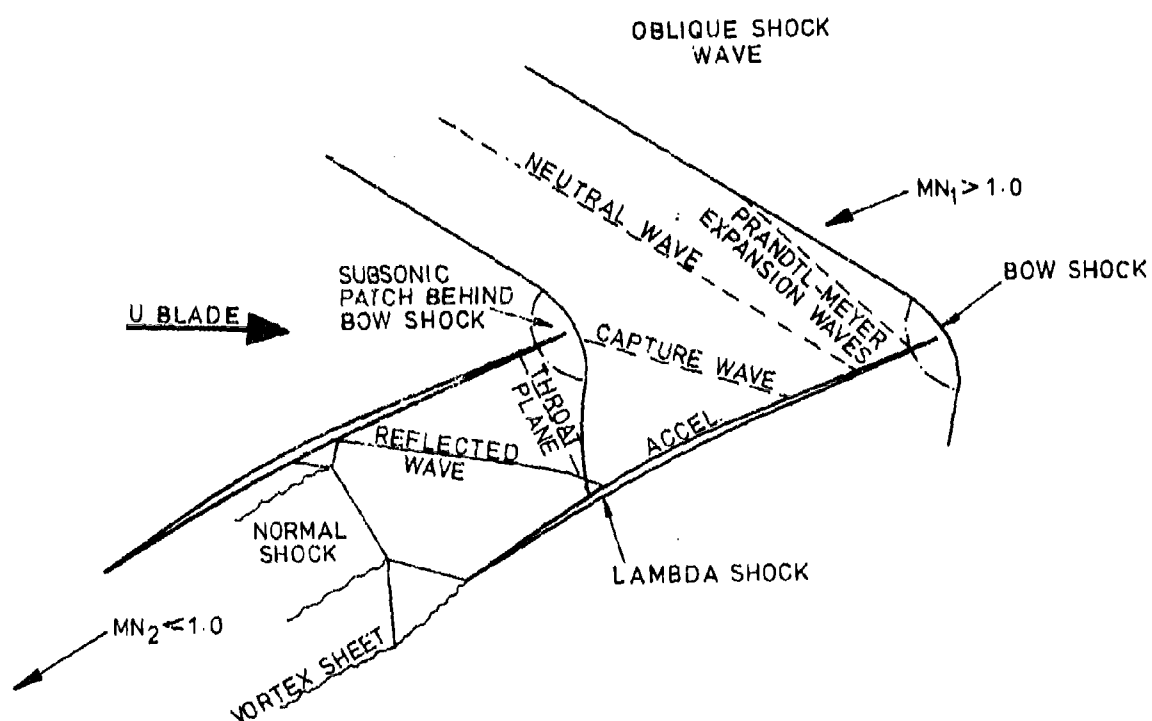 OBLIQUE SHOCK
WAVE
MN₁ > 1.0
NEUTRAL WAVE
PRANDTL-MEYER
EXPANSION WAVES
BOW SHOCK
SUBSONIC
PATCH BEHIND
BOW SHOCK
U BLADE
CAPTURE WAVE
THROAT
PLANE
ACCEL.
REFLECTED
WAVE
NORMAL
SHOCK
LAMBDA SHOCK
MN₂ < 1.0
VORTEX SHEET